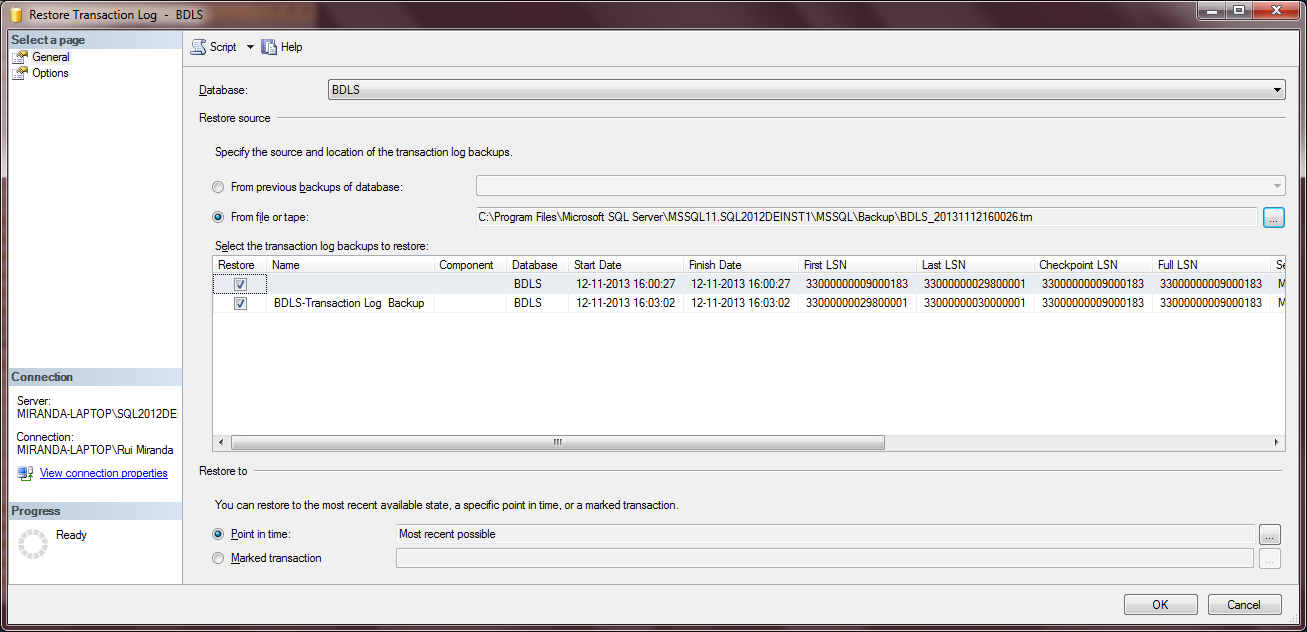 Restore Transaction Log - BDLS
Select a page
General
Options
Script
Help
Database:
BDLS
Restore source
Specify the source and location of the transaction log backups.
From previous backups of database:
From file or tape:
C:\Program Files\Microsoft SQL Server\MSSQL11.SQL2012DEINST1\MSSQL\Backup\BDLS_20131112160026.trn
...
Select the transaction log backups to restore:
Restore Name Component Database Start Date Finish Date First LSN Last LSN Checkpoint LSN Full LSN Se
BDLS 12-11-2013 16:00:27 12-11-2013 16:00:27 33000000009000183 33000000029800001 33000000009000183 33000000009000183 M
BDLS-Transaction Log Backup BDLS 12-11-2013 16:03:02 12-11-2013 16:03:02 33000000029800001 33000000030000001 33000000009000183 33000000009000183 M
Connection
Server:
MIRANDA-LAPTOP\SQL2012DE
Connection:
MIRANDA-LAPTOP\Rui Miranda
View connection properties
Progress
Ready
Restore to
You can restore to the most recent available state, a specific point in time, or a marked transaction.
Point in time:
Most recent possible
...
Marked transaction
...
OK
Cancel